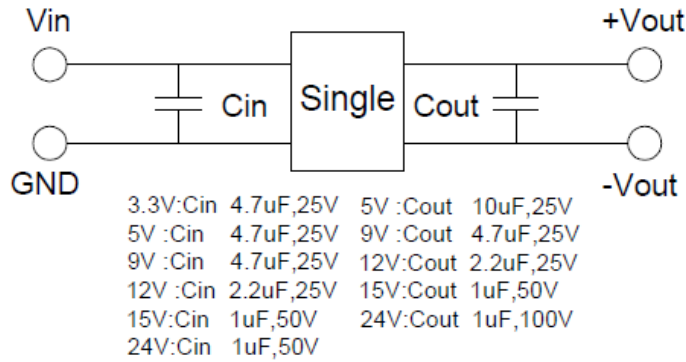 Vin +Vout
Cin Single Cout
GND -Vout
3.3V:Cin 4.7uF,25V 5V :Cout 10uF,25V
5V :Cin 4.7uF,25V 9V :Cout 4.7uF,25V
9V :Cin 4.7uF,25V 12V:Cout 2.2uF,25V
12V :Cin 2.2uF,25V 15V:Cout 1uF,50V
15V:Cin 1uF,50V 24V:Cout 1uF,100V
24V:Cin 1uF,50V